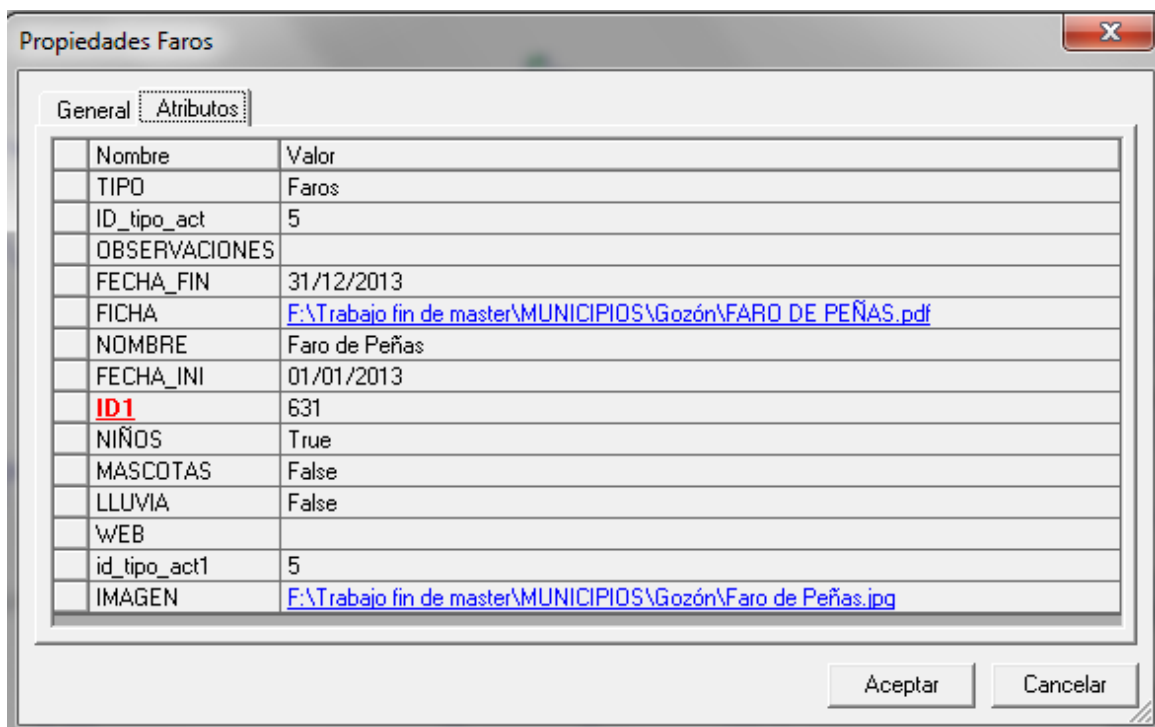 Propiedades Faros
General Atributos
Nombre Valor
TIPO Faros
ID_tipo_act 5
OBSERVACIONES
FECHA_FIN 31/12/2013
FICHA F:\Trabajo fin de master\MUNICIPIOS\Gozón\FARO DE PEÑAS.pdf
NOMBRE Faro de Peñas
FECHA_INI 01/01/2013
ID1 631
NIÑOS True
MASCOTAS False
LLUVIA False
WEB
id_tipo_act1 5
IMAGEN F:\Trabajo fin de master\MUNICIPIOS\Gozón\Faro de Peñas.jpg
Aceptar Cancelar